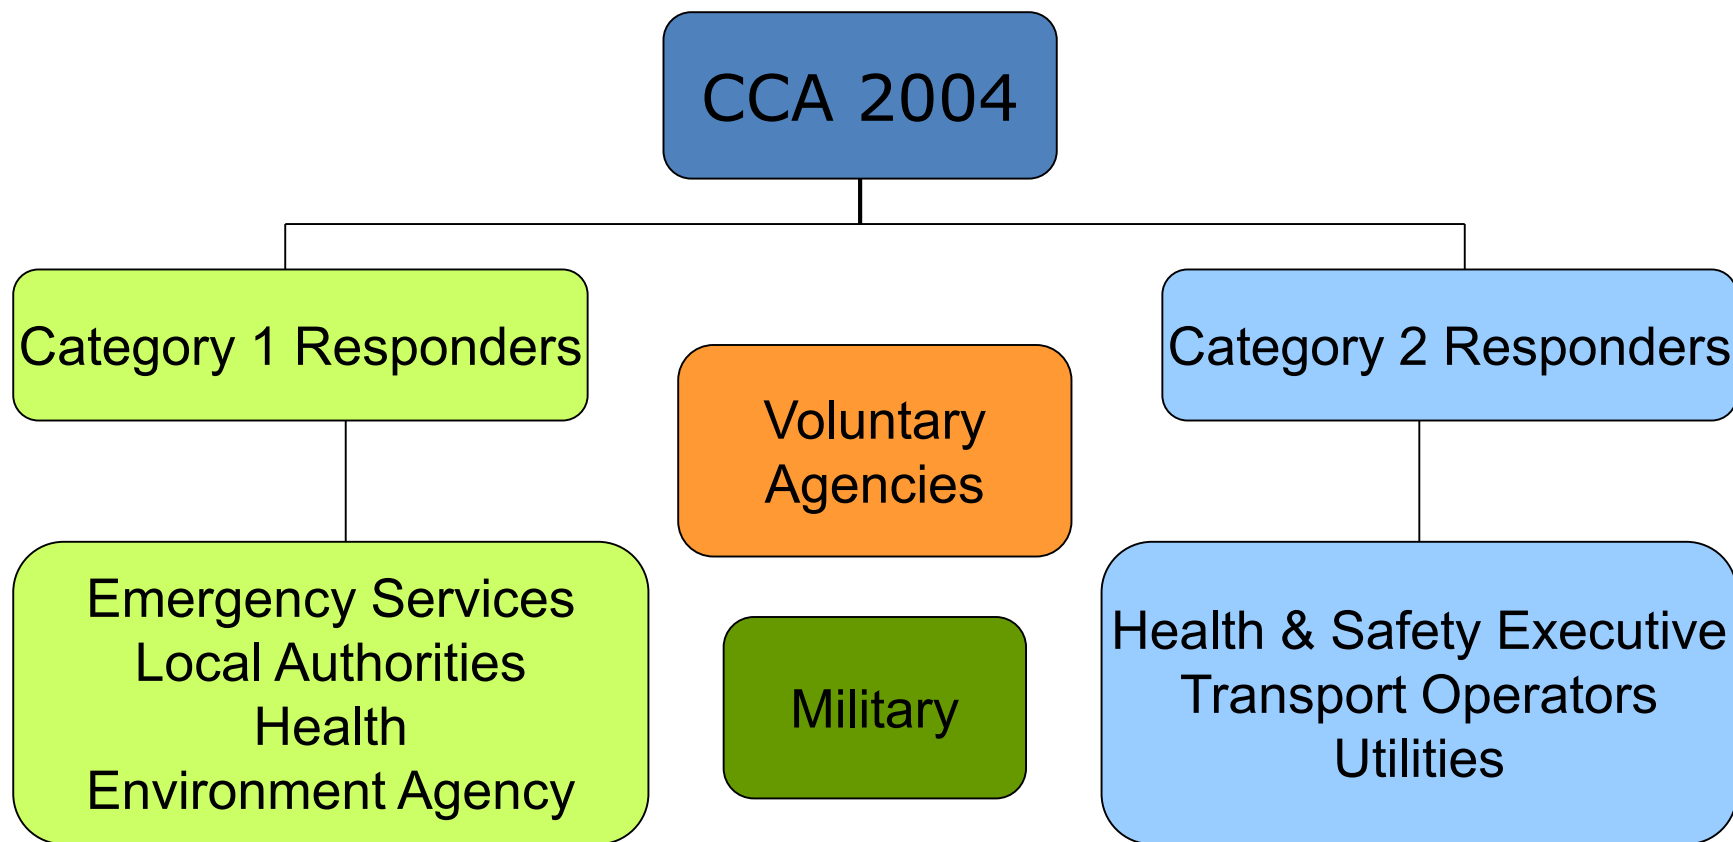 CCA 2004
Category 1 Responders
Category 2 Responders
Voluntary
Agencies
Emergency Services
Local Authorities
Health
Environment Agency
Military
Health & Safety Executive
Transport Operators
Utilities